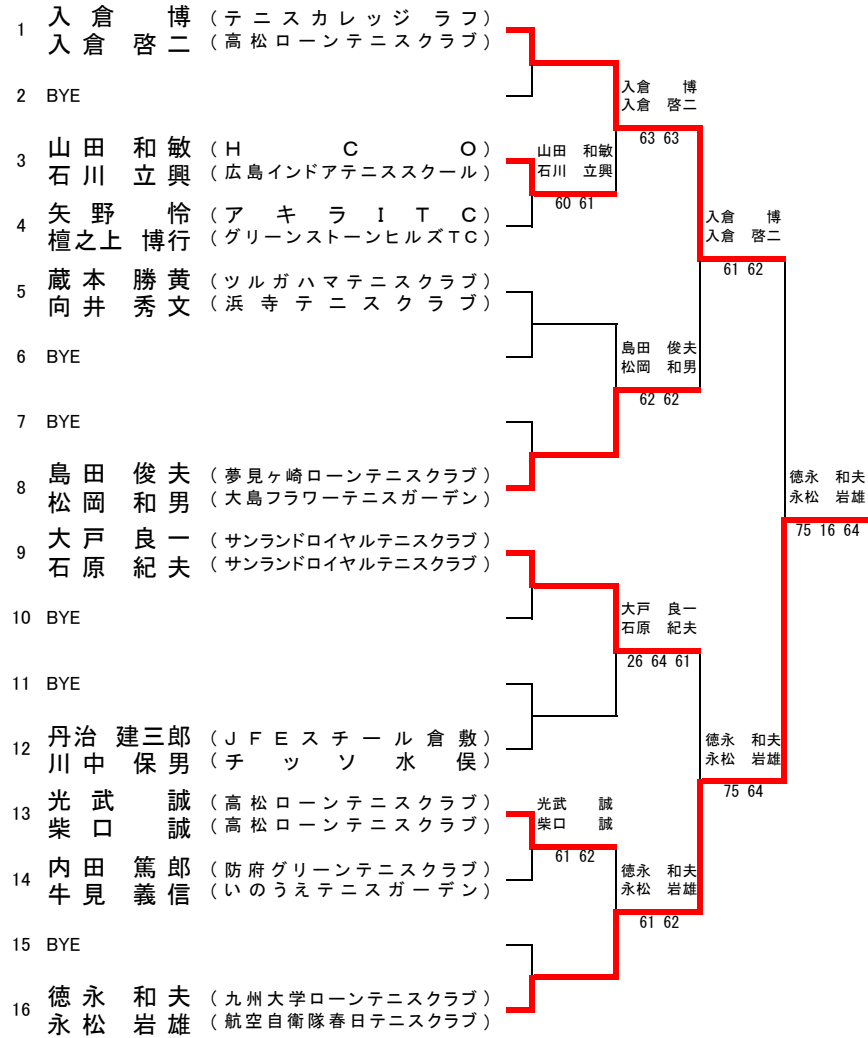 1 入倉 博 (テニスカレッジ ラフ)
入倉 啓二 (高松ローンテニスクラブ)
2 BYE
3 山田 和敏 (H C O)
石川 立興 (広島インドアテニススクール)
4 矢野 怜 (アキラITC)
檀之上 博行 (グリーンストーンヒルズTC)
5 蔵本 勝黄 (ツルガハマテニスクラブ)
向井 秀文 (浜寺テニスクラブ)
6 BYE
7 BYE
8 島田 俊夫 (夢見ヶ崎ローンテニスクラブ)
松岡 和男 (大島フラワーテニスガーデン)
9 大戸 良一 (サンランドロイヤルテニスクラブ)
石原 紀夫 (サンランドロイヤルテニスクラブ)
10 BYE
11 BYE
12 丹治 建三郎 (JFEスチール倉敷)
川中 保男 (チッソ水俣)
13 光武 誠 (高松ローンテニスクラブ)
柴口 誠 (高松ローンテニスクラブ)
14 内田 篤郎 (防府グリーンテニスクラブ)
牛見 義信 (いのうえテニスガーデン)
15 BYE
16 徳永 和夫 (九州大学ローンテニスクラブ)
永松 岩雄 (航空自衛隊春日テニスクラブ)
山田 和敏
石川 立興
60 61
光武 誠
柴口 誠
61 62
入倉 博
入倉 啓二
63 63
島田 俊夫
松岡 和男
62 62
大戸 良一
石原 紀夫
26 64 61
徳永 和夫
永松 岩雄
61 62
入倉 博
入倉 啓二
61 62
徳永 和夫
永松 岩雄
75 64
徳永 和夫
永松 岩雄
75 16 64